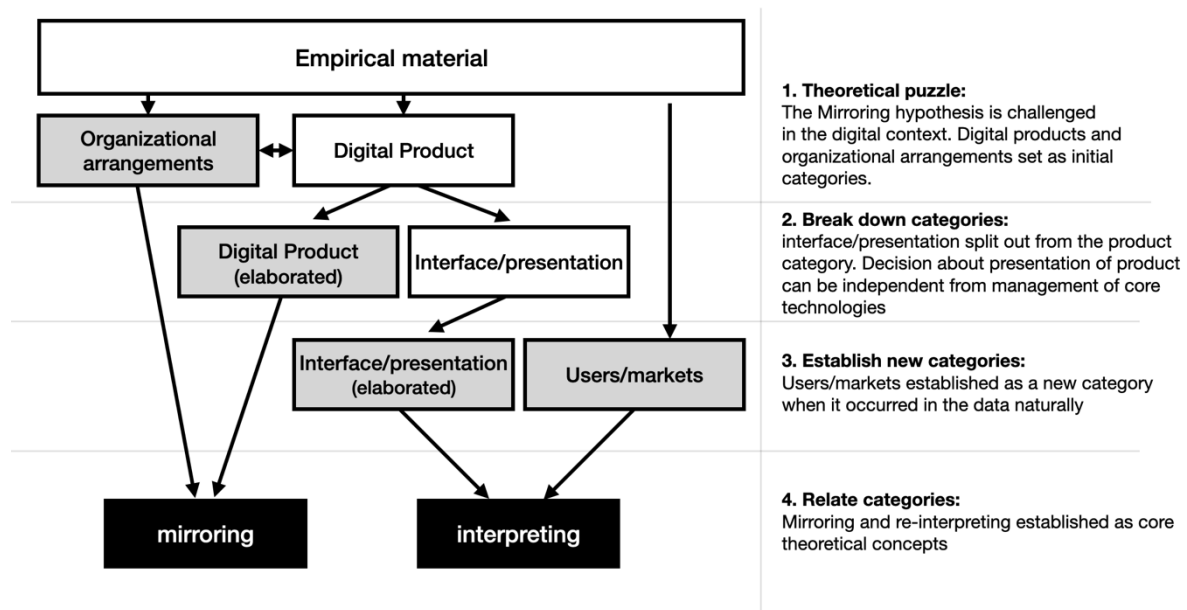 Empirical material
Organizational
arrangements
Digital Product
Digital Product
(elaborated)
Interface/presentation
Interface/presentation
(elaborated)
Users/markets
mirroring
interpreting
1. Theoretical puzzle:
The Mirroring hypothesis is challenged
in the digital context. Digital products and
organizational arrangements set as initial
categories.
2. Break down categories:
interface/presentation split out from the product
category. Decision about presentation of product
can be independent from management of core
technologies
3. Establish new categories:
Users/markets established as a new category
when it occurred in the data naturally
4. Relate categories:
Mirroring and re-interpreting established as core
theoretical concepts